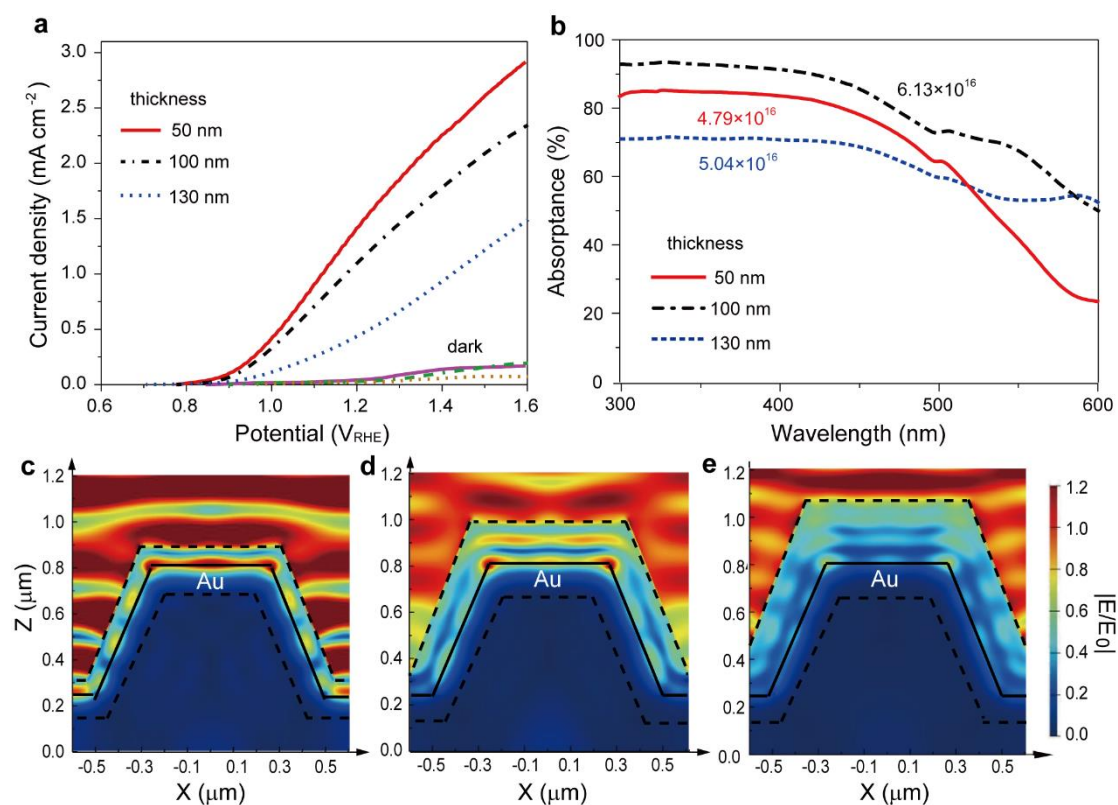 a
3.0
2.5
2.0
1.5
1.0
0.5
0.0
Current density (mA cm⁻²)
thickness
50 nm
100 nm
130 nm
dark
0.6 0.8 1.0 1.2 1.4 1.6
Potential (VRHE)
b
100
80
60
40
20
0
Absorptance (%)
6.13×10¹⁶
4.79×10¹⁶
5.04×10¹⁶
thickness
50 nm
100 nm
130 nm
300 400 500 600
Wavelength (nm)
c
1.2
1.0
0.8
0.6
0.4
0.2
0.0
Z (μm)
Au
-0.5 -0.3 -0.1 0.1 0.3 0.5
X (μm)
d
1.2
1.0
0.8
0.6
0.4
0.2
0.0
Au
-0.5 -0.3 -0.1 0.1 0.3 0.5
X (μm)
e
1.2
1.0
0.8
0.6
0.4
0.2
0.0
Au
-0.5 -0.3 -0.1 0.1 0.3 0.5
X (μm)
1.2
1.0
0.8
0.6
0.4
0.2
0.0
|E/E0|